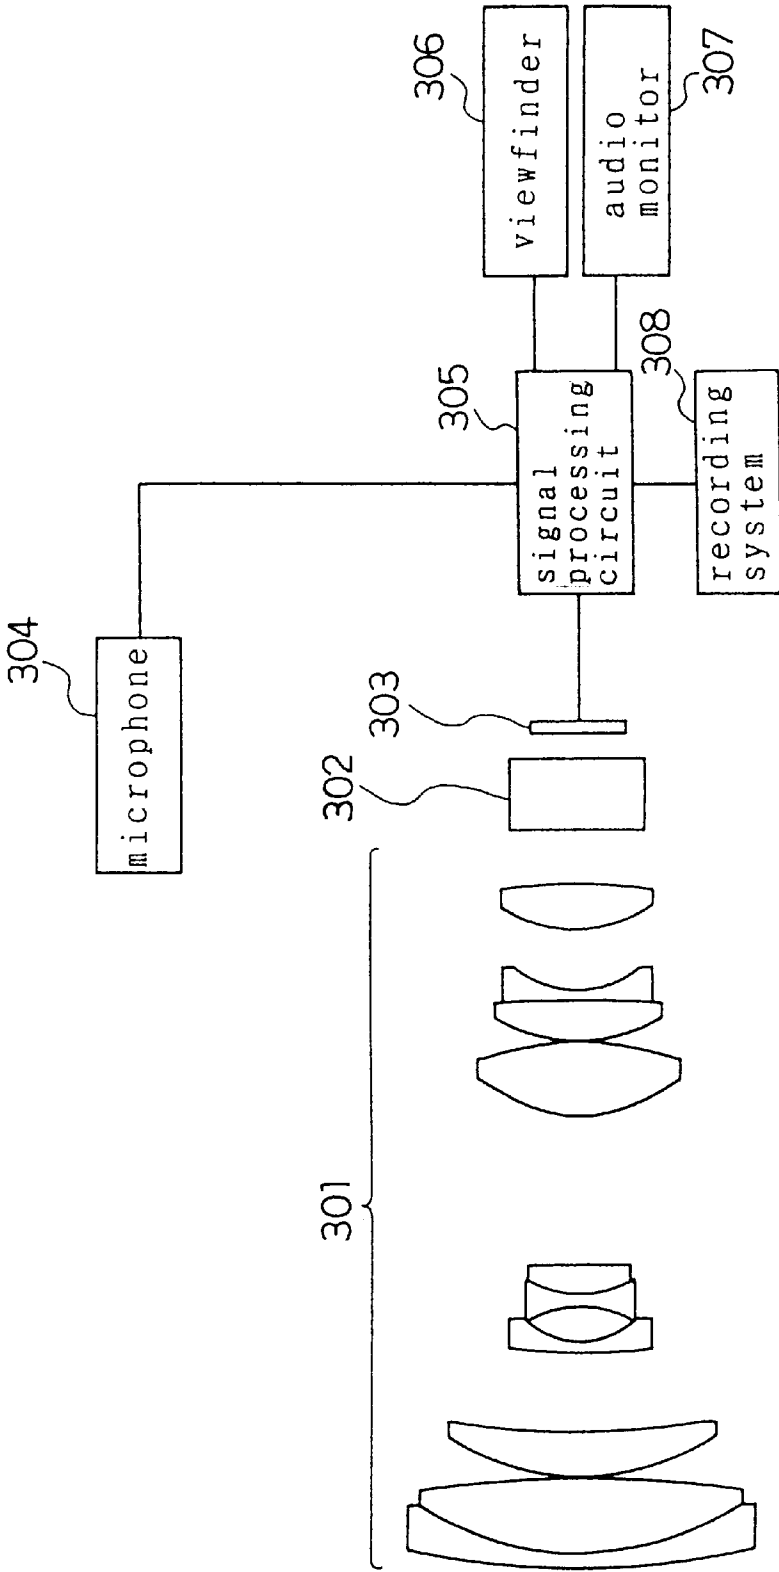 304
microphone
301
302
303
305
signal
processing
circuit
306
viewfinder
audio
monitor
307
308
recording
system